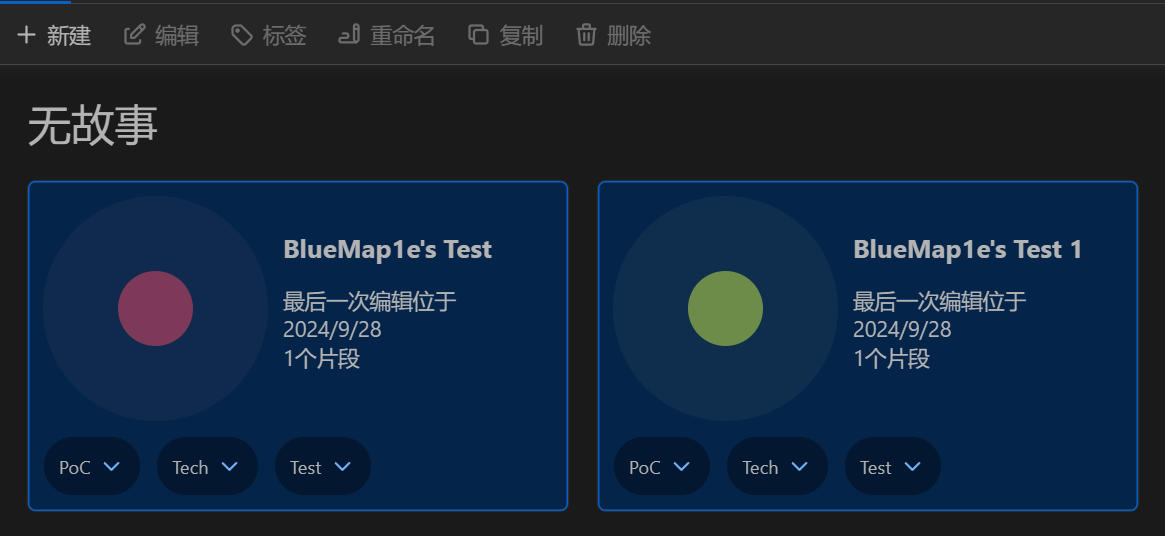 新建 编辑 标签 重命名 复制 删除
无故事
BlueMap1e's Test
最后一次编辑位于
2024/9/28
1个片段
PoC Tech Test
BlueMap1e's Test 1
最后一次编辑位于
2024/9/28
1个片段
PoC Tech Test